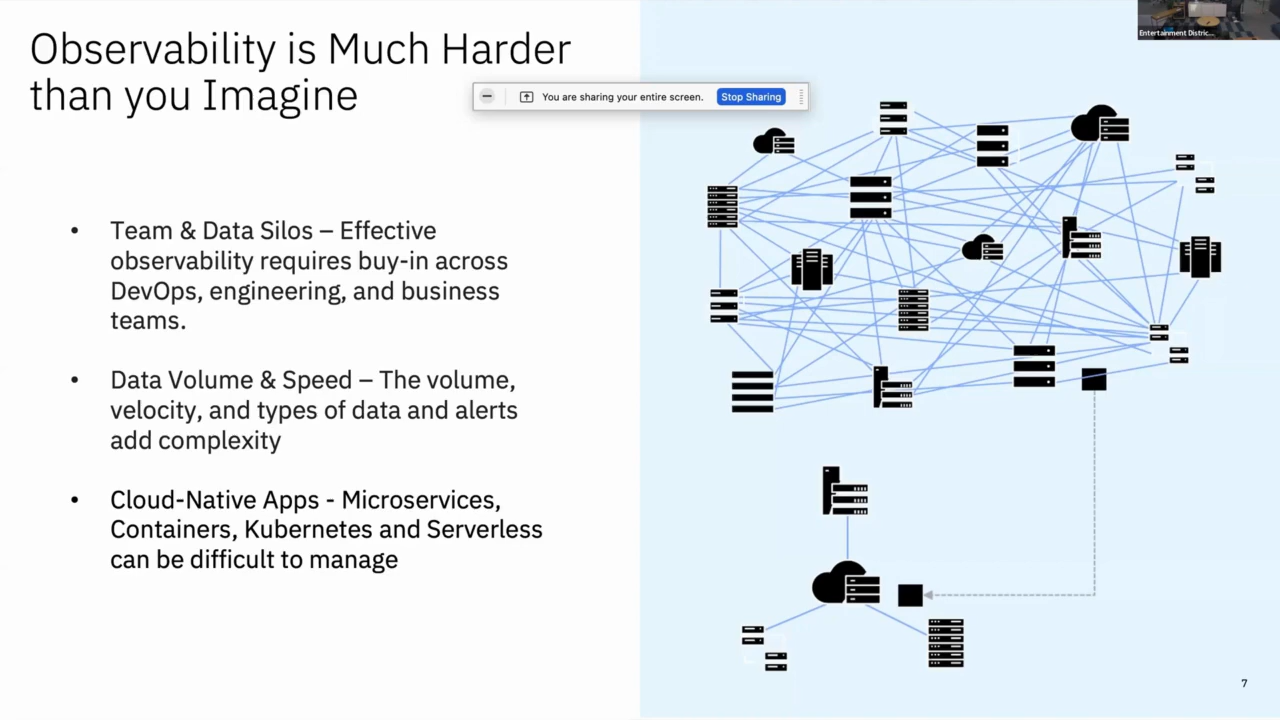 Observability is Much Harder
than you Imagine
You are sharing your entire screen.
Stop Sharing
Entertainment Distric...
• Team & Data Silos – Effective
observability requires buy-in across
DevOps, engineering, and business
teams.
• Data Volume & Speed – The volume,
velocity, and types of data and alerts
add complexity
• Cloud-Native Apps - Microservices,
Containers, Kubernetes and Serverless
can be difficult to manage
7